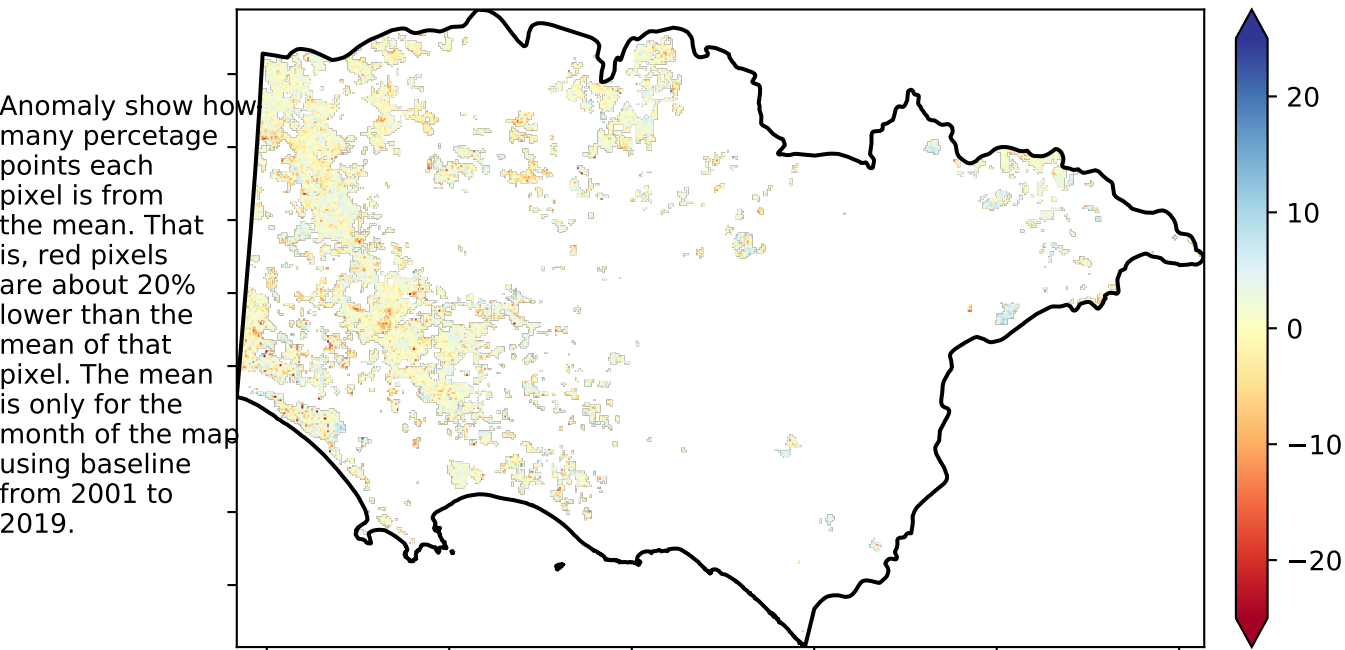 Anomaly show how
many percetage
points each
pixel is from
the mean. That
is, red pixels
are about 20%
lower than the
mean of that
pixel. The mean
is only for the
month of the map
using baseline
from 2001 to
2019.
20
10
0
−10
−20